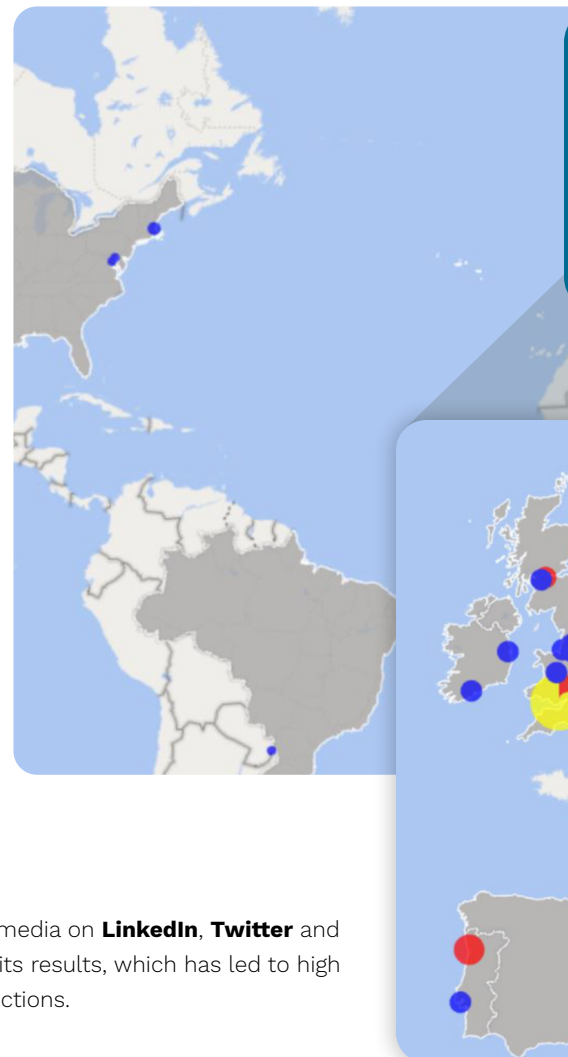 media on LinkedIn, Twitter and
its results, which has led to high
ctions.